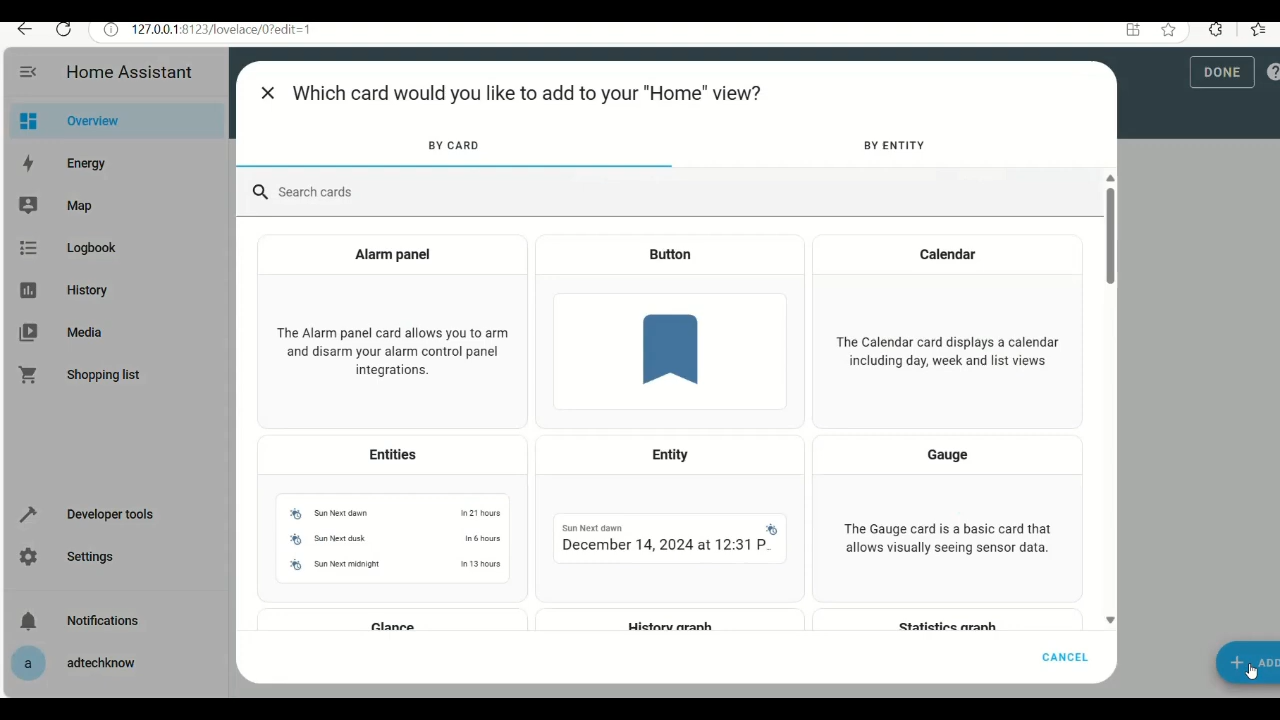 127.0.0.1:8123/lovelace/0?edit=1
Home Assistant
DONE
Which card would you like to add to your "Home" view?
Overview
BY CARD
BY ENTITY
Energy
Search cards
Map
Logbook
History
Media
Shopping list
Alarm panel
The Alarm panel card allows you to arm
and disarm your alarm control panel
integrations.
Button
Calendar
The Calendar card displays a calendar
including day, week and list views
Entities
Sun Next dawn In 21 hours
Sun Next dusk In 6 hours
Sun Next midnight In 13 hours
Entity
Sun Next dawn
December 14, 2024 at 12:31 P..
Gauge
The Gauge card is a basic card that
allows visually seeing sensor data.
Glance
History graph
Statistics graph
Developer tools
Settings
Notifications
a adtechknow
CANCEL
+ ADD